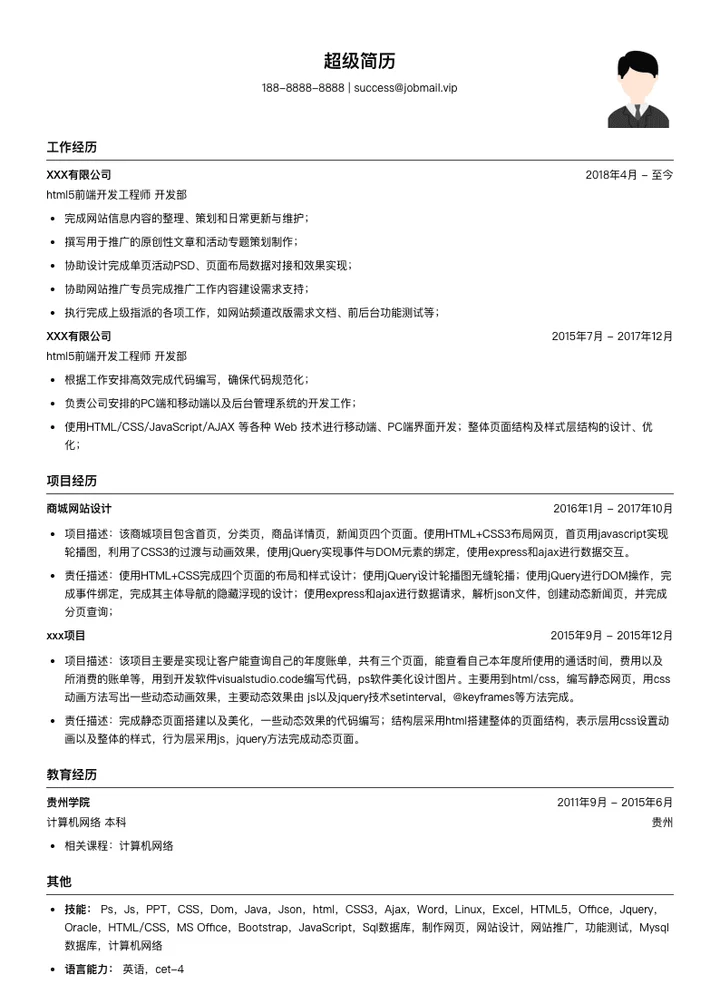 超级简历
188-8888-8888 | success@jobmail.vip
工作经历
XXX有限公司 2018年4月 – 至今
html5前端开发工程师 开发部
• 完成网站信息内容的整理、策划和日常更新与维护；
• 撰写用于推广的原创性文章和活动专题策划制作；
• 协助设计完成单页活动PSD、页面布局数据对接和效果实现；
• 协助网站推广专员完成推广工作内容建设需求支持；
• 执行完成上级指派的各项工作，如网站频道改版需求文档、前后台功能测试等；
XXX有限公司 2015年7月 – 2017年12月
html5前端开发工程师 开发部
• 根据工作安排高效完成代码编写，确保代码规范化；
• 负责公司安排的PC端和移动端以及后台管理系统的开发工作；
• 使用HTML/CSS/JavaScript/AJAX 等各种 Web 技术进行移动端、PC端界面开发；整体页面结构及样式层结构的设计、优
化；
项目经历
商城网站设计 2016年1月 – 2017年10月
• 项目描述：该商城项目包含首页，分类页，商品详情页，新闻页四个页面。使用HTML+CSS3布局网页，首页用javascript实现
轮播图，利用了CSS3的过渡与动画效果，使用jQuery实现事件与DOM元素的绑定，使用express和ajax进行数据交互。
• 责任描述：使用HTML+CSS完成四个页面的布局和样式设计；使用jQuery设计轮播图无缝轮播；使用jQuery进行DOM操作，完
成事件绑定，完成其主体导航的隐藏浮现的设计；使用express和ajax进行数据请求，解析json文件，创建动态新闻页，并完成
分页查询；
xxx项目 2015年9月 – 2015年12月
• 项目描述：该项目主要是实现让客户能查询自己的年度账单，共有三个页面，能查看自己本年度所使用的通话时间，费用以及
所消费的账单等，用到开发软件visualstudio.code编写代码，ps软件美化设计图片。主要用到html/css，编写静态网页，用css
动画方法写出一些动态动画效果，主要动态效果由 js以及jquery技术setinterval，@keyframes等方法完成。
• 责任描述：完成静态页面搭建以及美化，一些动态效果的代码编写；结构层采用html搭建整体的页面结构，表示层用css设置动
画以及整体的样式，行为层采用js，jquery方法完成动态页面。
教育经历
贵州学院 2011年9月 – 2015年6月
计算机网络 本科 贵州
• 相关课程：计算机网络
其他
• 技能： Ps，Js，PPT，CSS，Dom，Java，Json，html，CSS3，Ajax，Word，Linux，Excel，HTML5，Office，Jquery，
Oracle，HTML/CSS，MS Office，Bootstrap，JavaScript，Sql数据库，制作网页，网站设计，网站推广，功能测试，Mysql
数据库，计算机网络
• 语言能力： 英语，cet-4